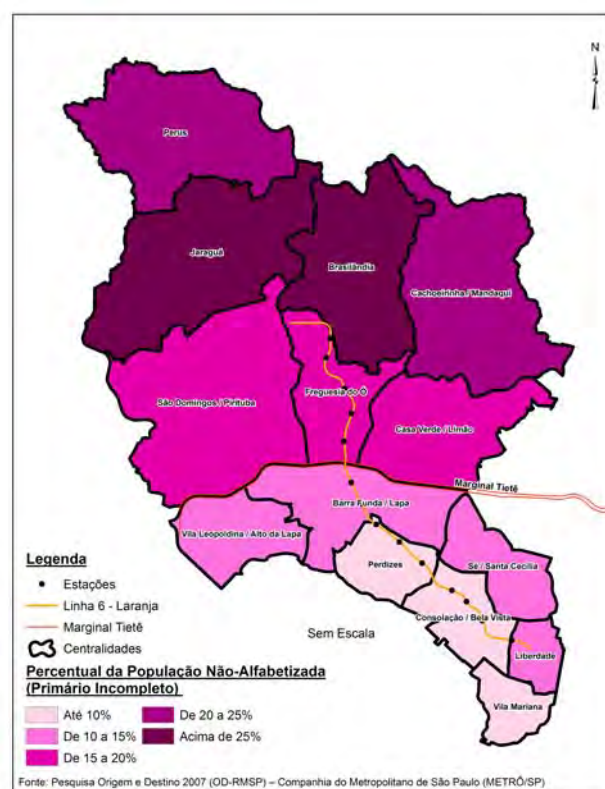 N
Perus
Jaraguá
Brasilândia
Cachoeirinha / Mandaqui
São Domingos / Pirituba
Freguesia do Ó
Casa Verde / Limão
Marginal Tietê
Barra Funda / Lapa
Vila Leopoldina / Alto da Lapa
Perdizes
Sé / Santa Cecília
Consolação / Bela Vista
Liberdade
Vila Mariana
Legenda
Estações
Linha 6 - Laranja
Marginal Tietê
Centralidades
Sem Escala
Percentual da População Não-Alfabetizada
(Primário Incompleto)
Até 10%
De 10 a 15%
De 15 a 20%
De 20 a 25%
Acima de 25%
Fonte: Pesquisa Origem e Destino 2007 (OD-RMSP) – Companhia do Metropolitano de São Paulo (METRÔ/SP)